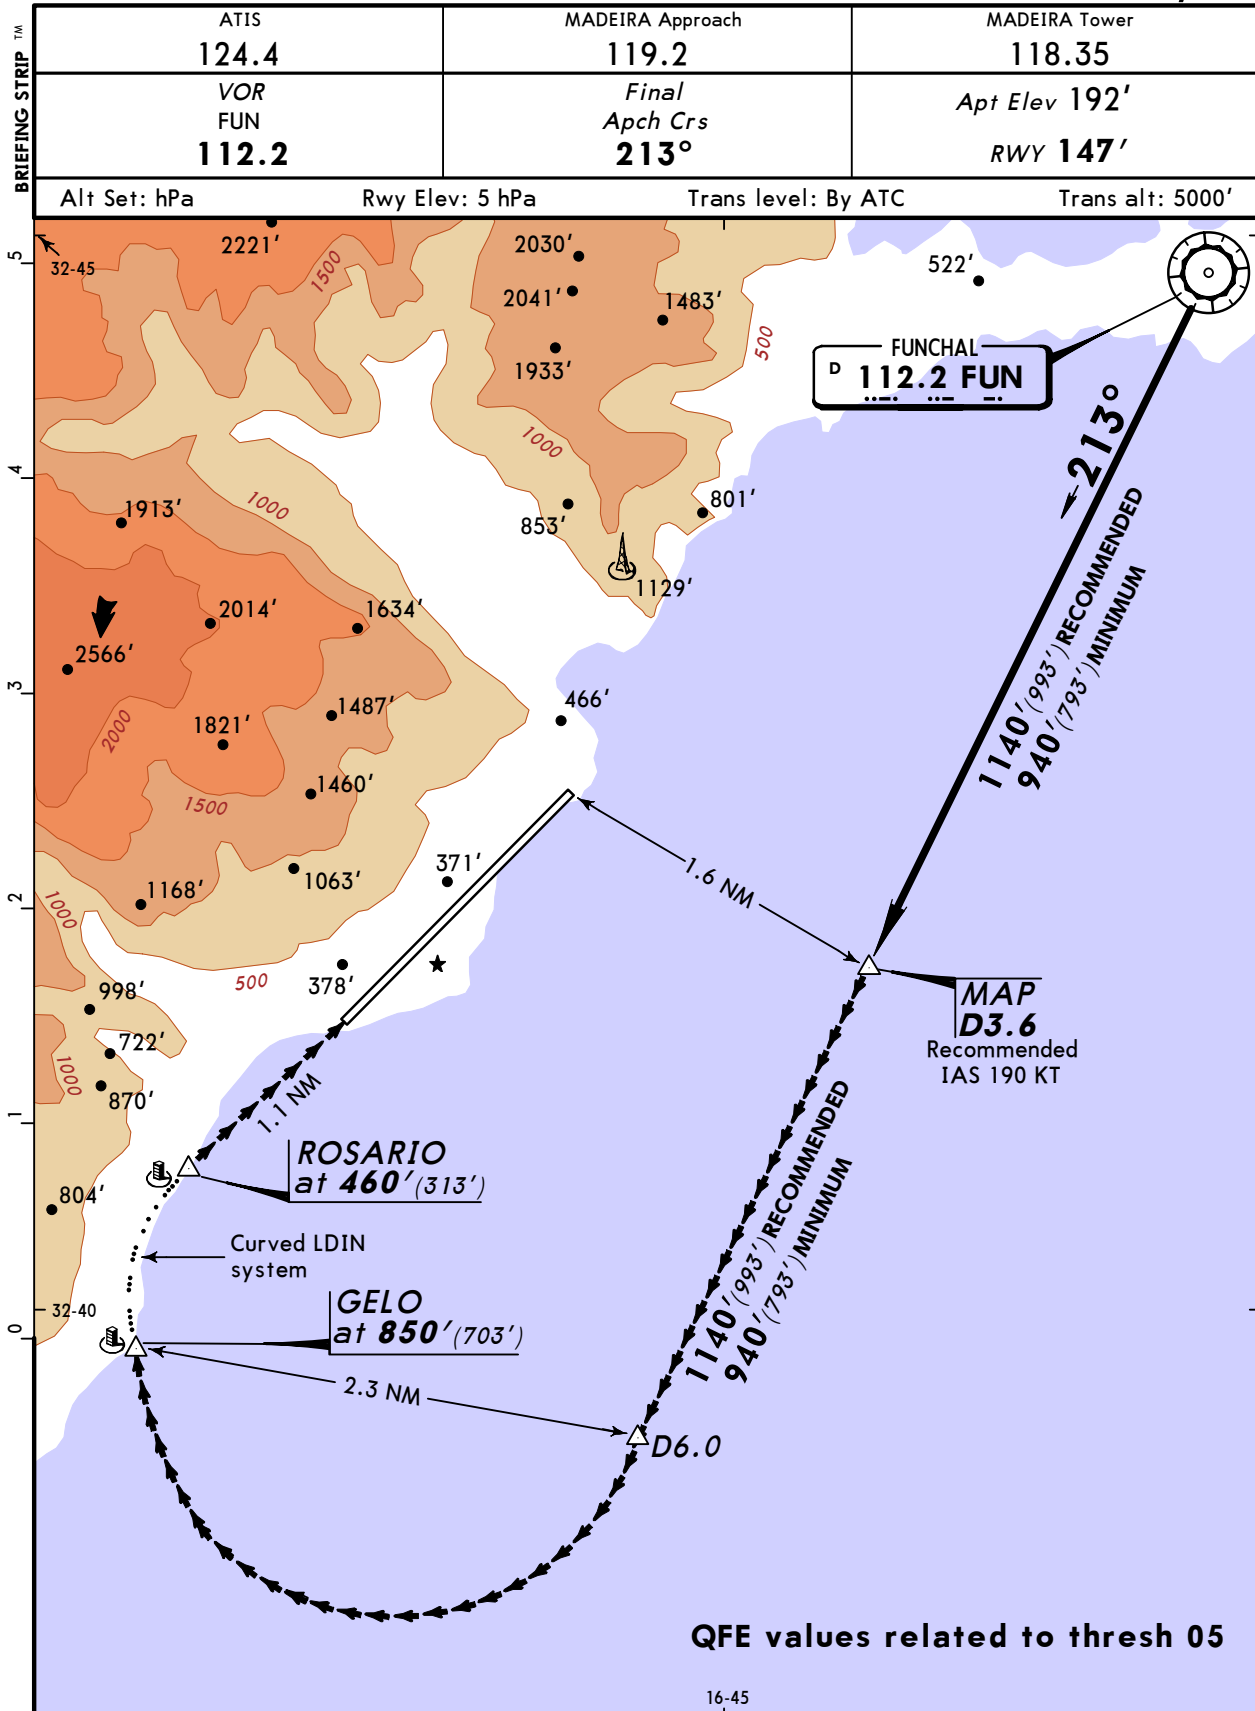 BRIEFING STRIP TM
ATIS
124.4
MADEIRA Approach
119.2
MADEIRA Tower
118.35
VOR
FUN
112.2
Final
Apch Crs
213°
Apt Elev 192'
RWY 147'
Alt Set: hPa
Rwy Elev: 5 hPa
Trans level: By ATC
Trans alt: 5000'
5
32-45
2221'
1500
2030'
2041'
1483'
1933'
500
522'
FUNCHAL
D 112.2 FUN
213°
4
1000
1000
1913'
853'
801'
1129'
1140'(993')RECOMMENDED
940'(793')MINIMUM
2014'
1634'
2566'
3
2000
1821'
1487'
466'
1460'
1500
1.6 NM
371'
1063'
1168'
1000
2
500
378'
MAP
D3.6
Recommended
IAS 190 KT
998'
722'
1000
870'
1
1.1 NM
ROSARIO
at 460'(313')
804'
1140'(993')RECOMMENDED
940'(793')MINIMUM
Curved LDIN
system
32-40
0
GELO
at 850'(703')
2.3 NM
D6.0
QFE values related to thresh 05
16-45